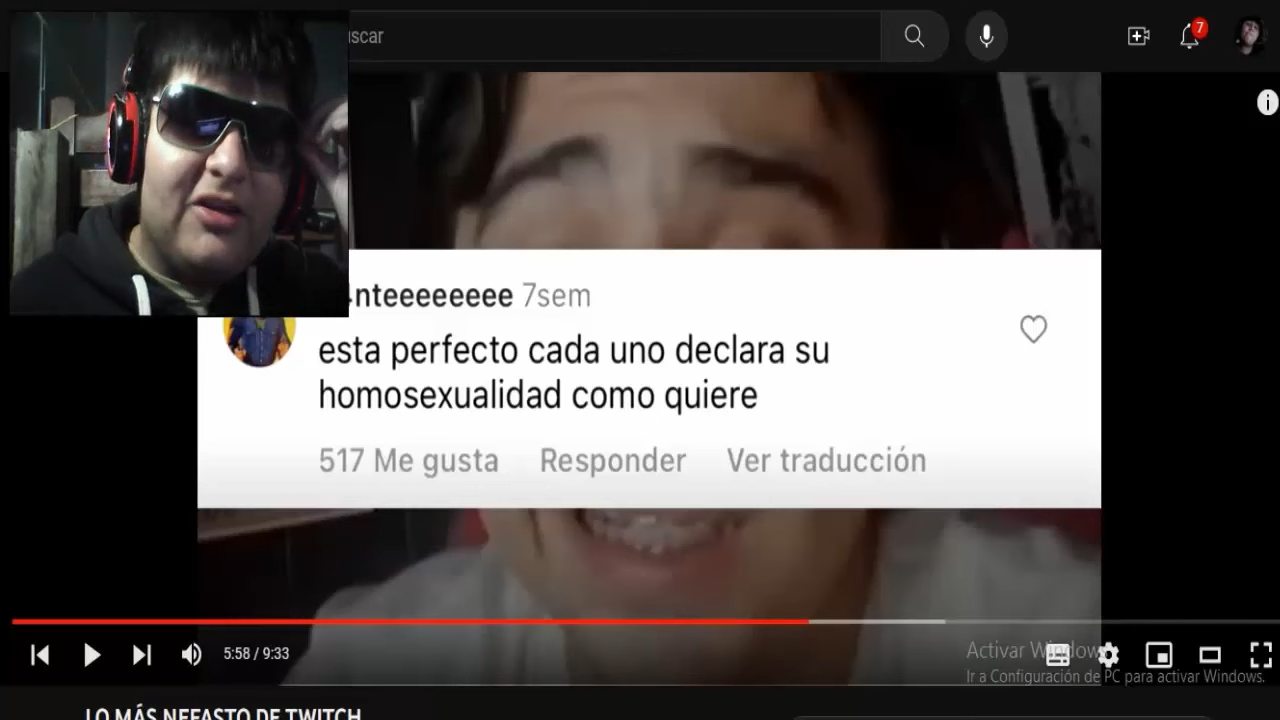 uscar
7
nteeeeeeee 7sem
esta perfecto cada uno declara su
homosexualidad como quiere
517 Me gusta Responder Ver traducción
5:58 / 9:33
Activar Windows
Ir a Configuración de PC para activar Windows.
LO MÁS NEFASTO DE TWITCH